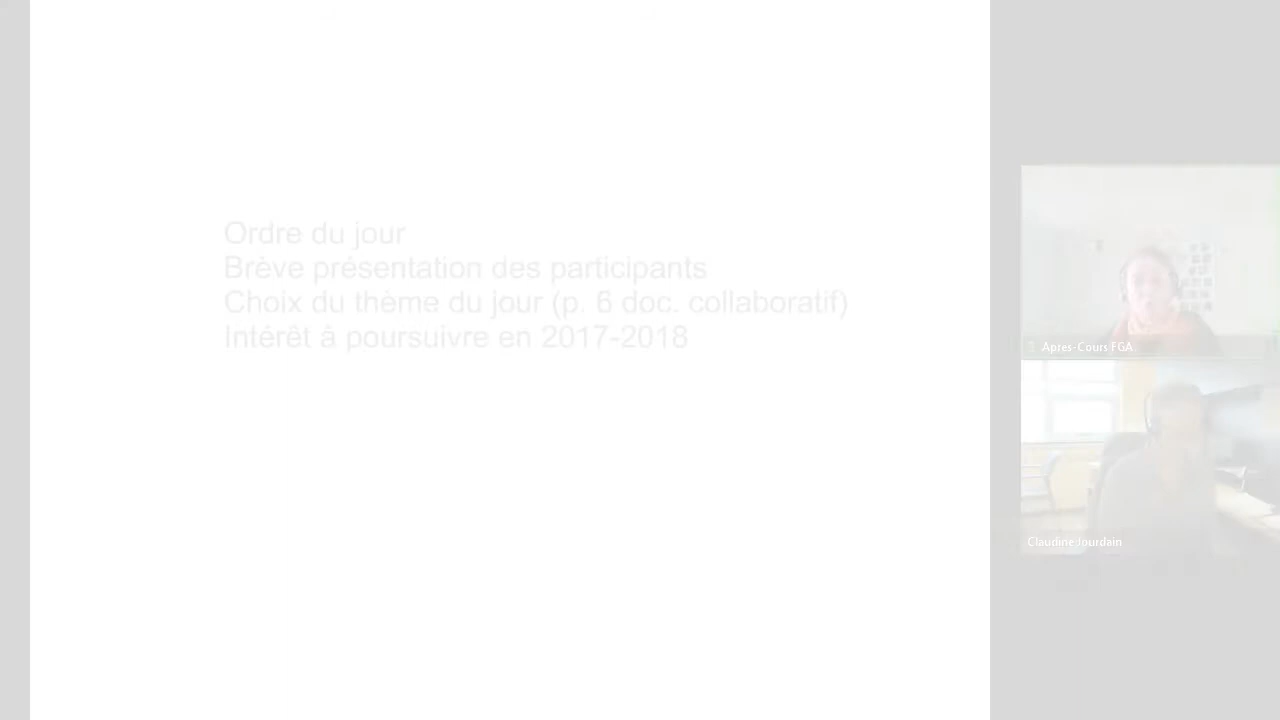 Ordre du jour
Brève présentation des participants
Choix du thème du jour (p. 6 doc. collaboratif)
Intérêt à poursuivre en 2017-2018
Apres-Cours FGA
Claudine Jourdain